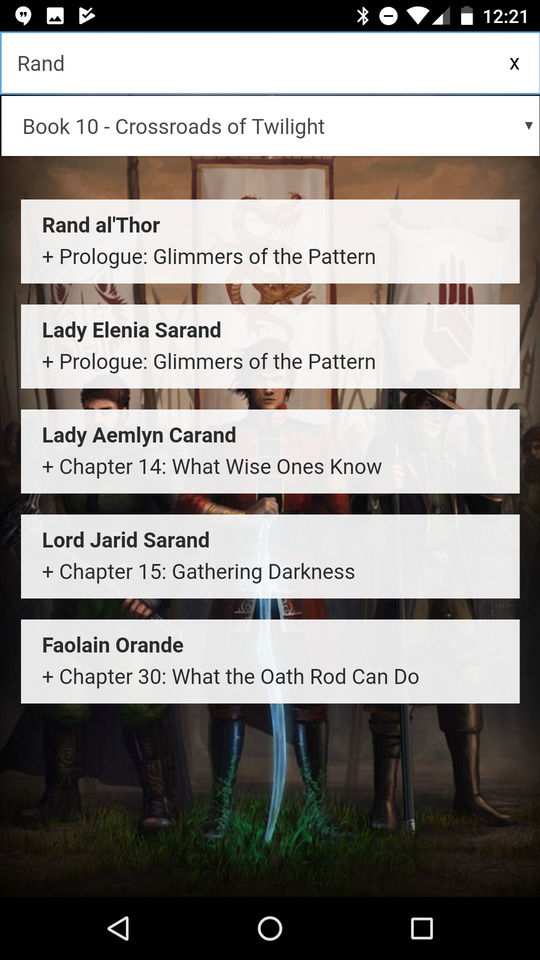 12:21
Rand
X
Book 10 - Crossroads of Twilight
Rand al'Thor
+ Prologue: Glimmers of the Pattern
Lady Elenia Sarand
+ Prologue: Glimmers of the Pattern
Lady Aemlyn Carand
+ Chapter 14: What Wise Ones Know
Lord Jarid Sarand
+ Chapter 15: Gathering Darkness
Faolain Orande
+ Chapter 30: What the Oath Rod Can Do